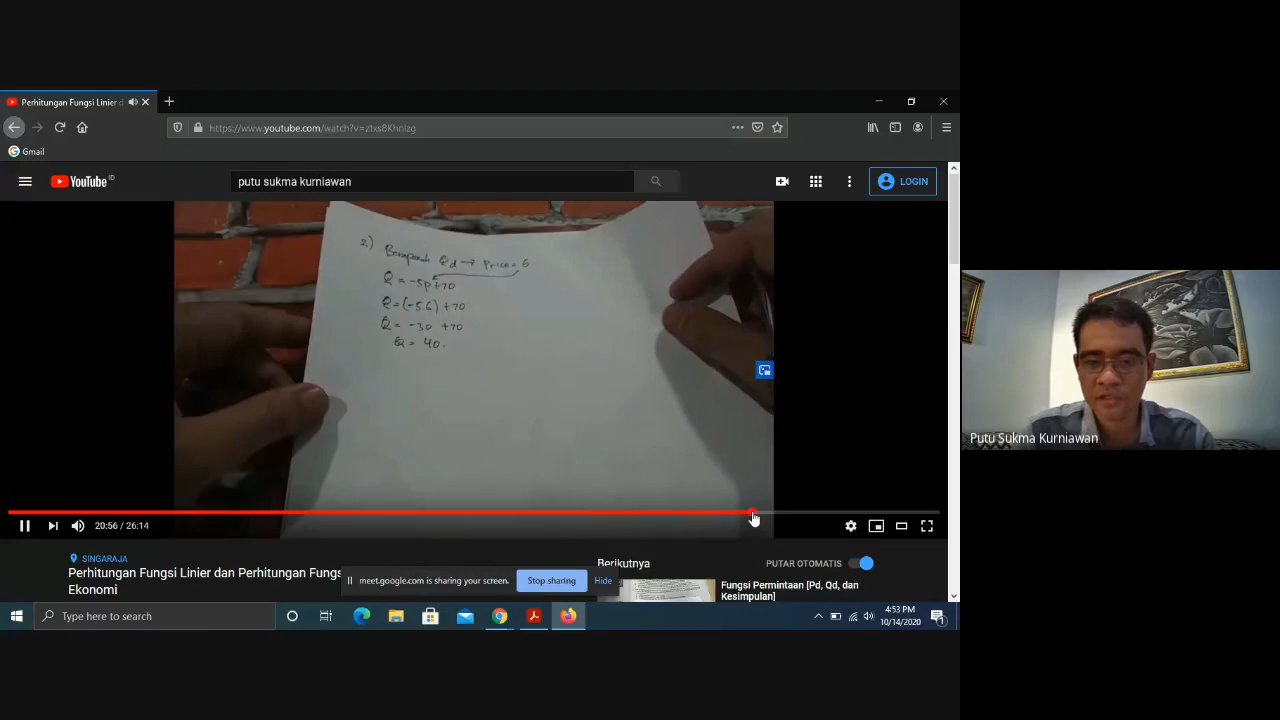 Perhitungan Fungsi Linier d
https://www.youtube.com/watch?v=ztxs8Khnlzg
Gmail
YouTube ID
putu sukma kurniawan
LOGIN
2) Berapakah Qd → Price = 6
Q = -5p+70
Q = (-5.6) +70
Q = -30 +70
Q = 40.
Putu Sukma Kurniawan
20:56 / 26:14
SINGARAJA
Perhitungan Fungsi Linier dan Perhitungan Fungs
Ekonomi
Berikutnya
PUTAR OTOMATIS
Fungsi Permintaan [Pd, Qd, dan
Kesimpulan]
meet.google.com is sharing your screen.
Stop sharing
Hide
Type here to search
4:53 PM
10/14/2020
1